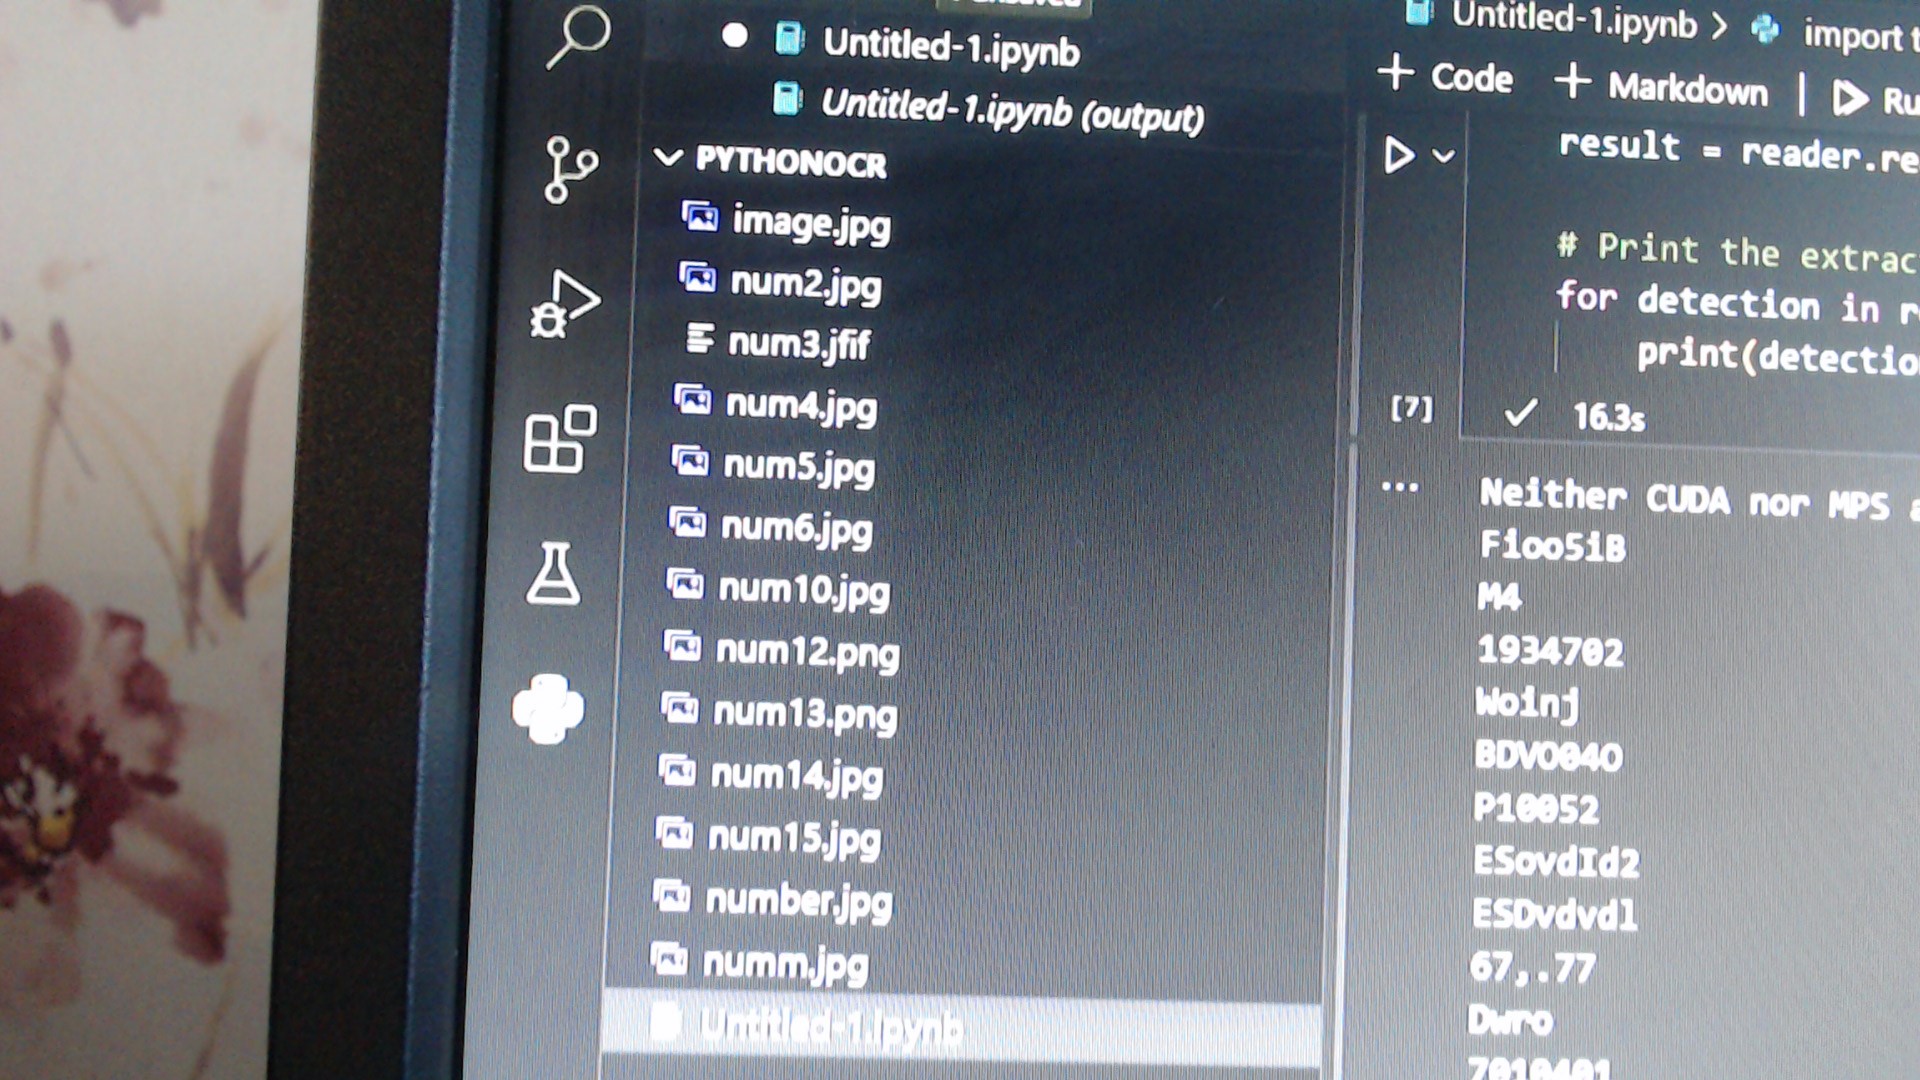 Untitled-1.ipynb
Untitled-1.ipynb (output)
PYTHONOCR
image.jpg
num2.jpg
num3.jfif
num4.jpg
num5.jpg
num6.jpg
num10.jpg
num12.png
num13.png
num14.jpg
num15.jpg
number.jpg
numm.jpg
Untitled-1.ipynb
Untitled-1.ipynb > import
+ Code + Markdown
result = reader.re
# Print the extrac
for detection in r
print(detectio
[7] 16.3s
Neither CUDA nor MPS
Fioo5iB
M4
1934702
Woinj
BDVO04O
P10052
ESovdId2
ESDvdvdl
67,.77
Dwro
7010401